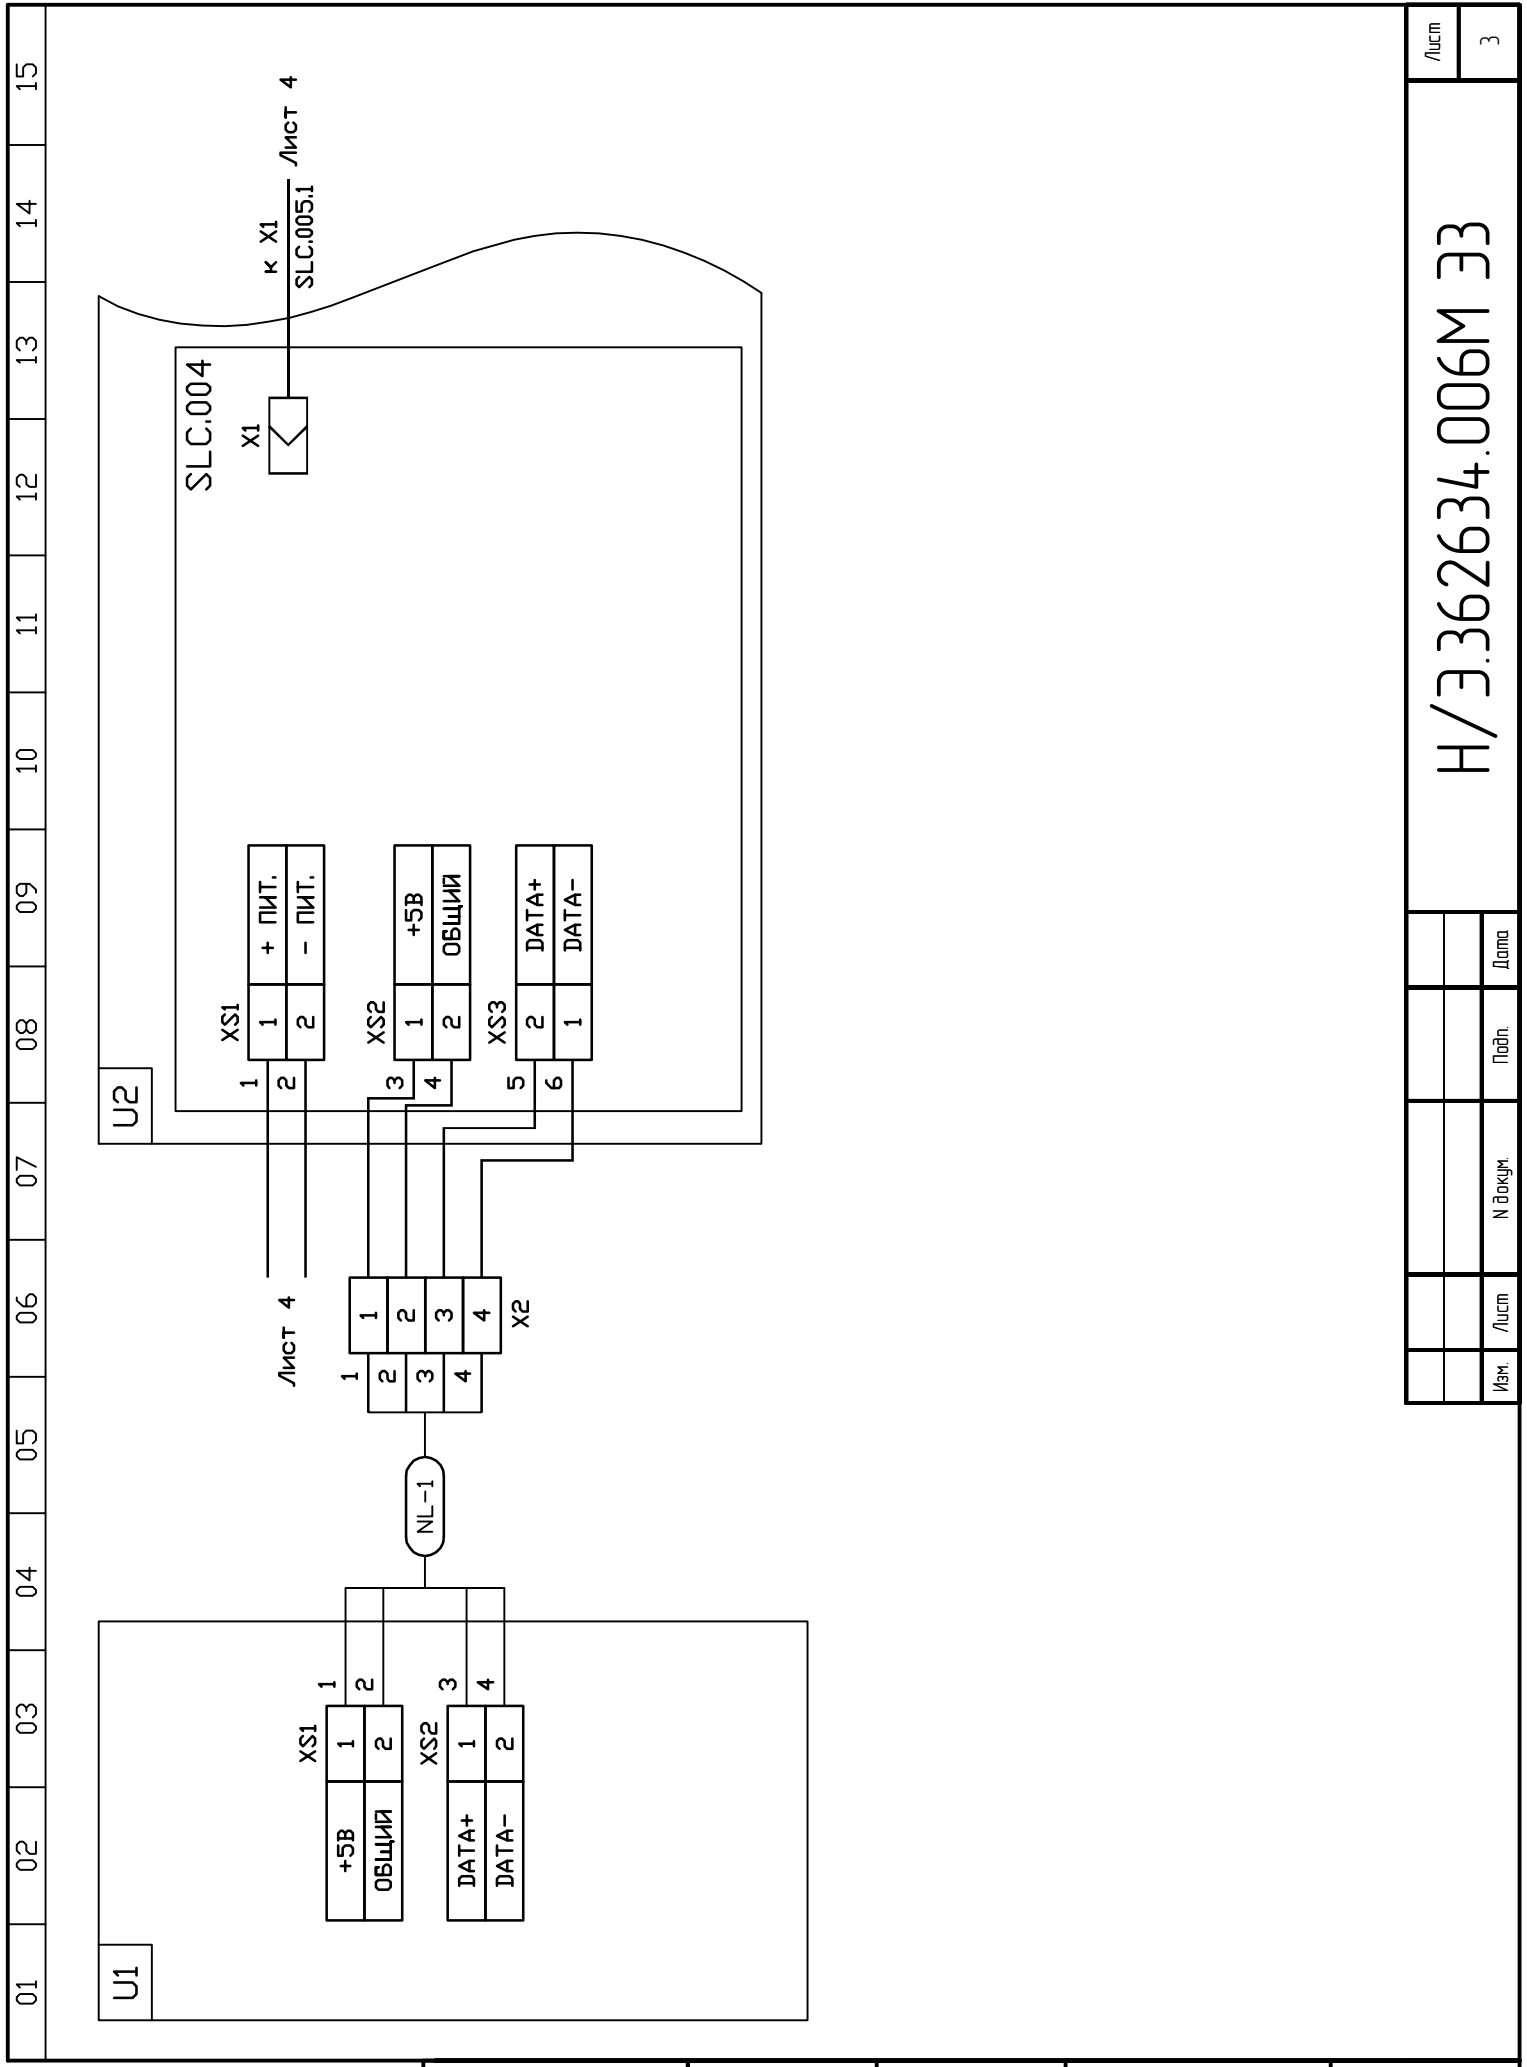 01 02 03 04 05 06 07 08 09 10 11 12 13 14 15
U1
XS1
+5В 1 1
ОБЩИЙ 2 2
XS2
DATA+ 1 3
DATA- 2 4
NL-1
1 1
2 2
3 3
4 4
X2
Лист 4
U2
SLC.004
XS1
1 1 + ПИТ.
2 2 - ПИТ.
XS2
3 1 +5В
4 2 ОБЩИЙ
XS3
5 2 DATA+
6 1 DATA-
X1
к X1
SLC.005.1
Лист 4
Изм. Лист N докум. Подп. Дата
Н/Э.362634.006М Э3
Лист
3